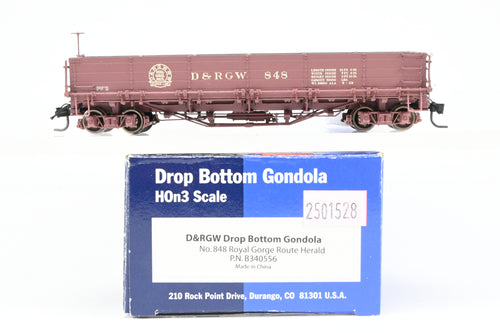 D&RGW 848
Drop Bottom Gondola
HOn3 Scale
2501528
D&RGW Drop Bottom Gondola
No. 848 Royal Gorge Route Herald
P.N. B340556
Made in China
210 Rock Point Drive, Durango, CO 81301 U.S.A.